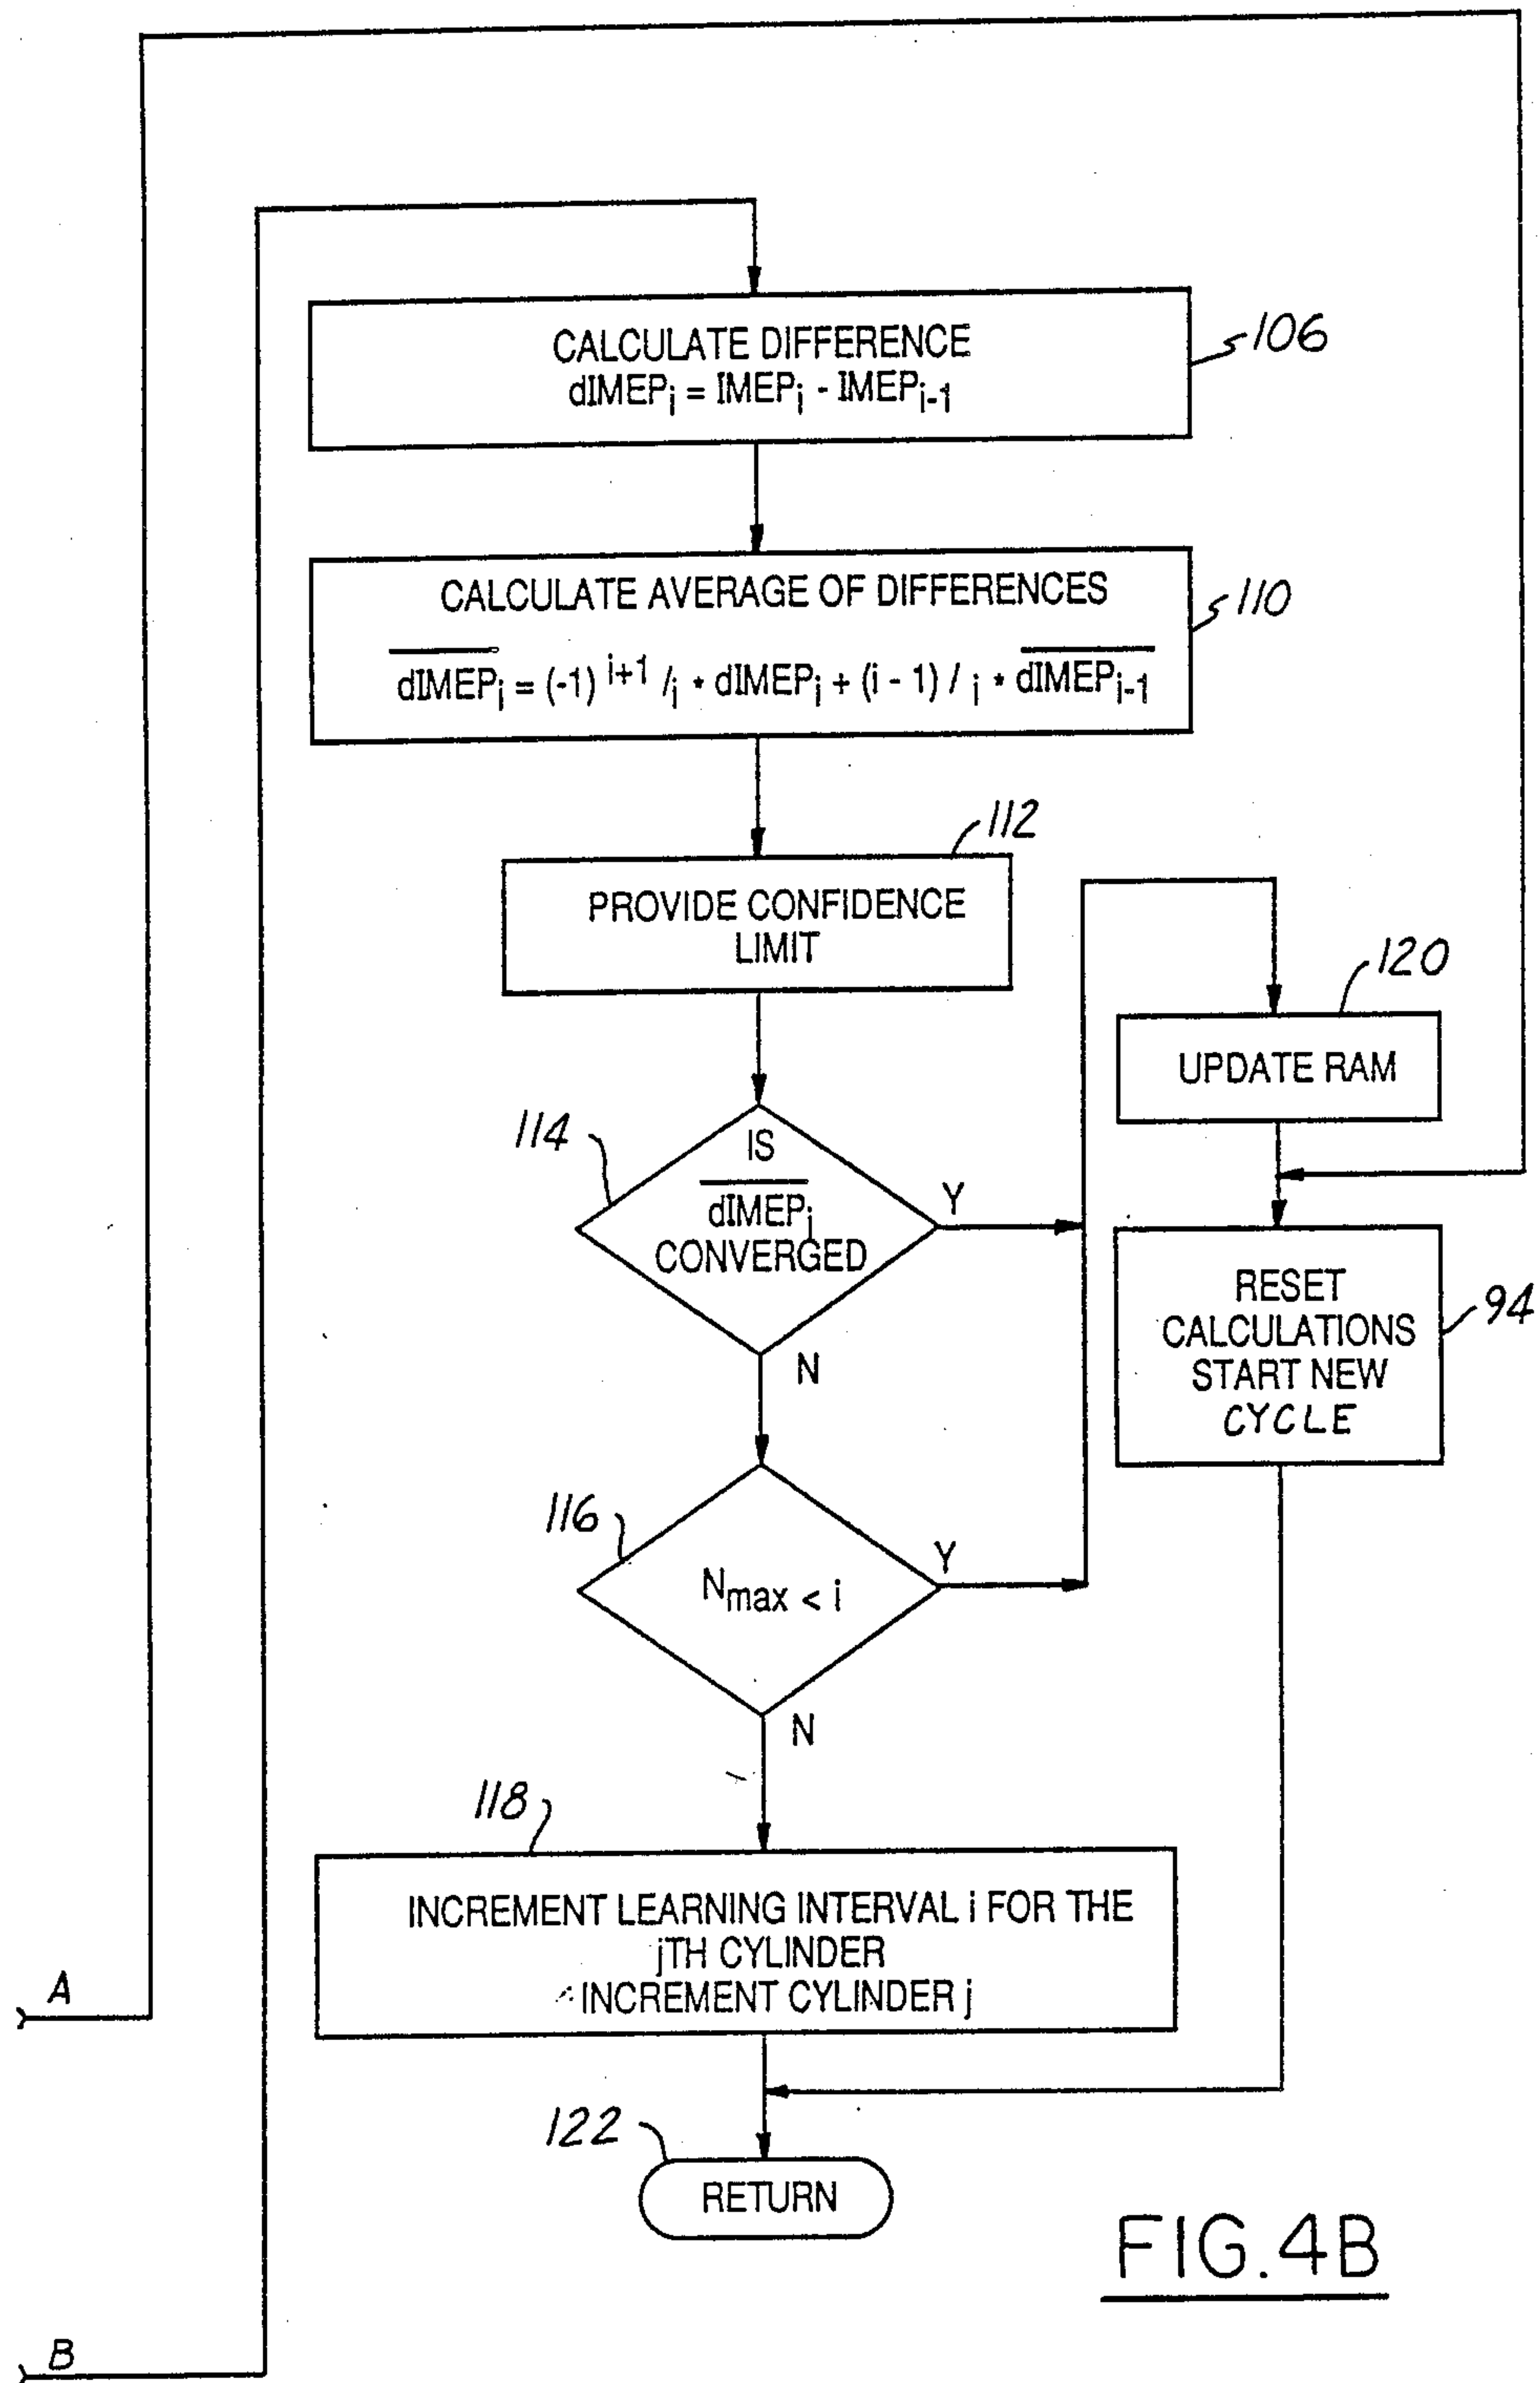 CALCULATE DIFFERENCE
dIMEPi = IMEPi - IMEPi-1
106
CALCULATE AVERAGE OF DIFFERENCES
110
dIMEPi = (-1) i+1 /i * dIMEPi + (i - 1) / i * dIMEPi-1
112
PROVIDE CONFIDENCE
LIMIT
120
UPDATE RAM
114
IS
dIMEPi
CONVERGED
Y
N
RESET
CALCULATIONS
START NEW
CYCLE
94
116
Nmax < i
Y
N
118
INCREMENT LEARNING INTERVAL i FOR THE
jTH CYLINDER
INCREMENT CYLINDER j
A
122
RETURN
FIG.4B
B